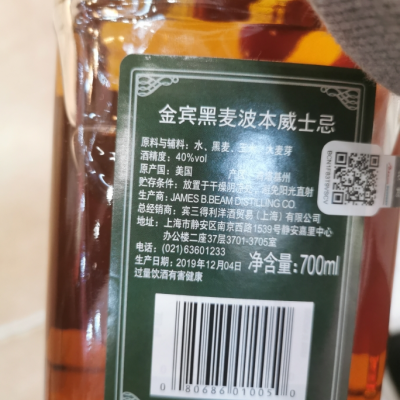 金宾黑麦波本威士忌
原料与辅料：水、黑麦、玉米、大麦芽
酒精度：40%vol
原产国：美国
贮存条件：放置于干燥阴凉处，避免阳光直射
生产商：JAMES B.BEAM DISTILLING CO.
总经销商：宾三得利洋酒贸易（上海）有限公司
地址：上海市静安区南京西路1539号静安嘉里中心
办公楼二座37层3701-3705室
电话：(021)63601233
生产日期：2019年12月04日 净含量：700ml
过量饮酒有害健康
0 80686 01005 0